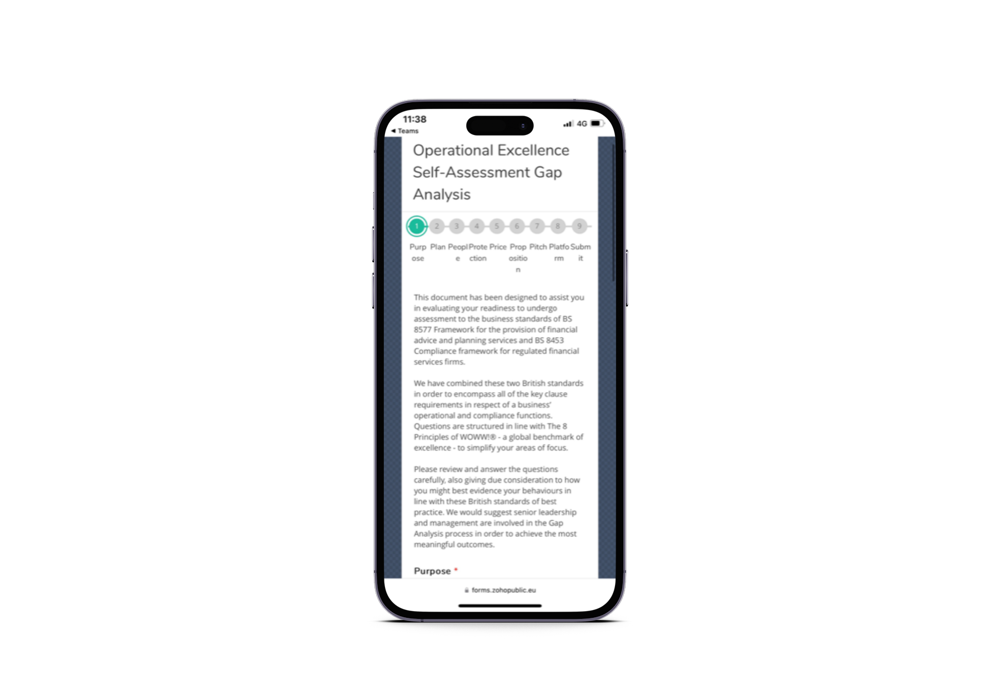 11:38
4G
◀ Teams
Operational Excellence
Self-Assessment Gap
Analysis
1 2 3 4 5 6 7 8 9
Purp Plan Peopl Prote Price Prop Pitch Platfo Subm
ose e ction ositio rm it
n
This document has been designed to assist you
in evaluating your readiness to undergo
assessment to the business standards of BS
8577 Framework for the provision of financial
advice and planning services and BS 8453
Compliance framework for regulated financial
services firms.
We have combined these two British standards
in order to encompass all of the key clause
requirements in respect of a business'
operational and compliance functions.
Questions are structured in line with The 8
Principles of WOWW!® - a global benchmark of
excellence - to simplify your areas of focus.
Please review and answer the questions
carefully, also giving due consideration to how
you might best evidence your behaviours in
line with these British standards of best
practice. We would suggest senior leadership
and management are involved in the Gap
Analysis process in order to achieve the most
meaningful outcomes.
Purpose *
forms.zohopublic.eu